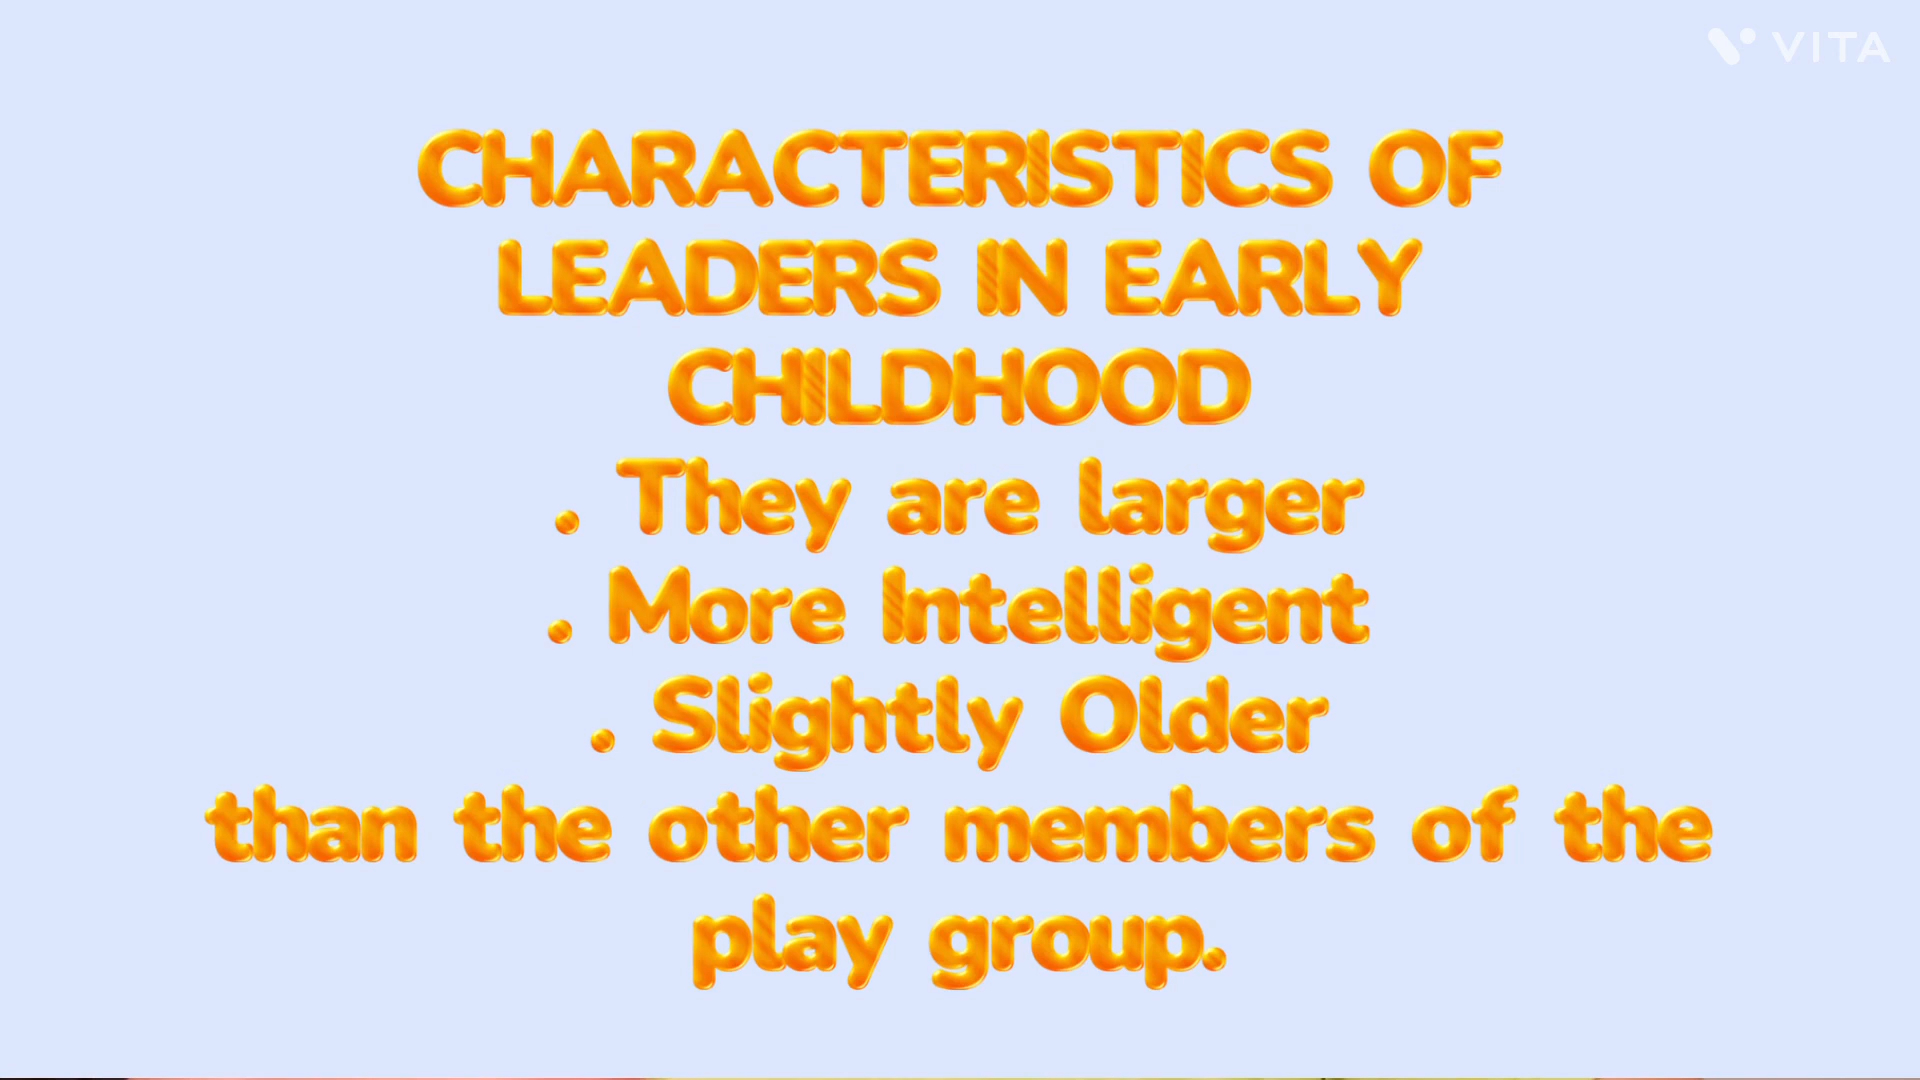 VITA
CHARACTERISTICS OF
LEADERS IN EARLY
CHILDHOOD
. They are larger
. More Intelligent
. Slightly Older
than the other members of the
play group.